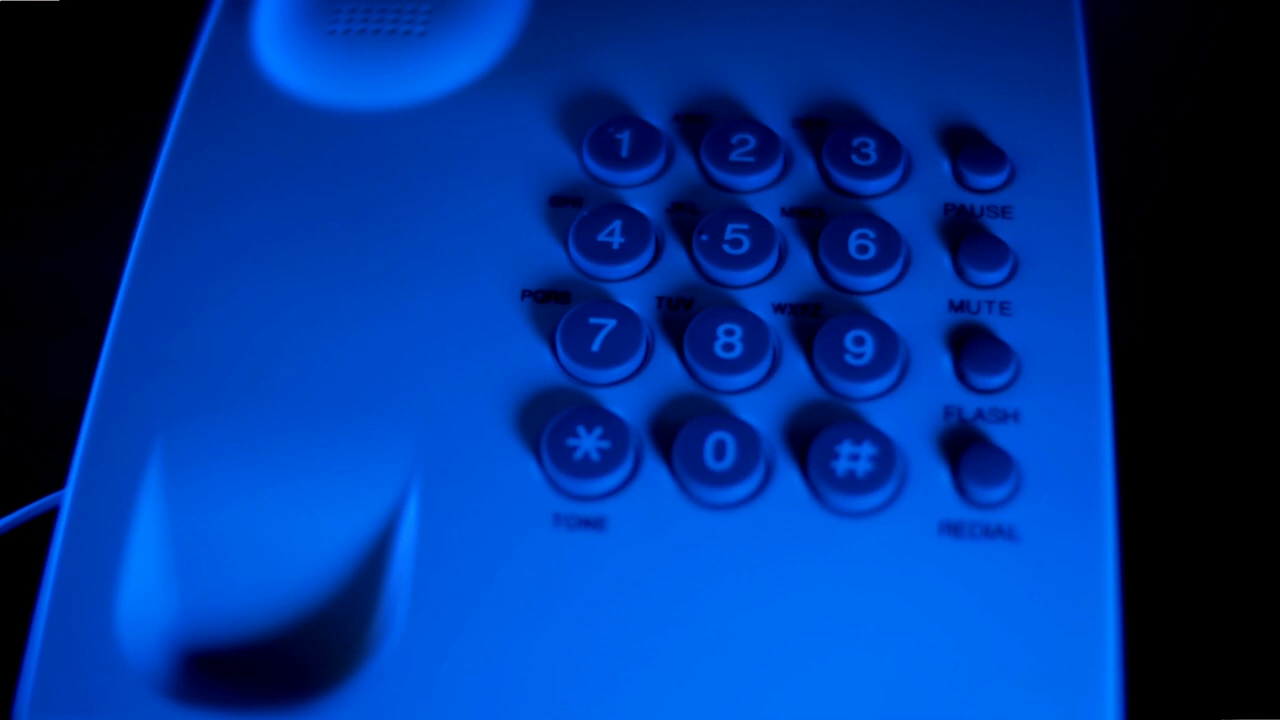 1 2 3
PAUSE
4 5 6
MUTE
PQRS TUV WXYZ
7 8 9
FLASH
* 0 #
TONE
REDIAL